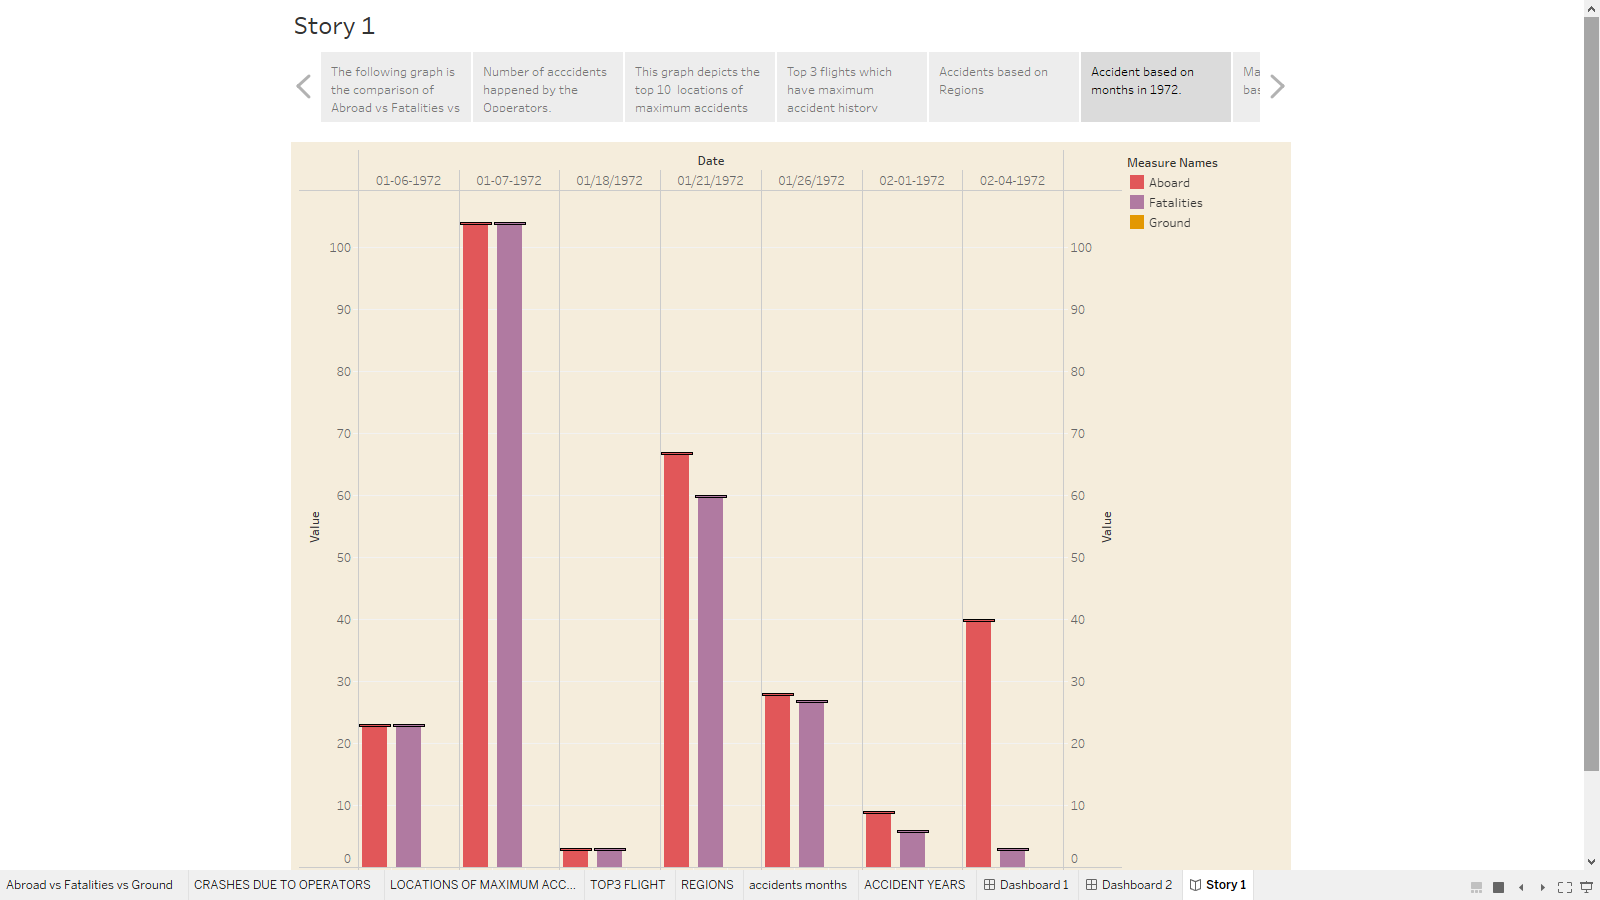 Story 1
The following graph is
the comparison of
Abroad vs Fatalities vs
Number of acccidents
happened by the
Opperators.
This graph depicts the
top 10 locations of
maximum accidents
Top 3 flights which
have maximum
accident history
Accidents based on
Regions
Accident based on
months in 1972.
Ma
bas
Date
01-06-1972 01-07-1972 01/18/1972 01/21/1972 01/26/1972 02-01-1972 02-04-1972
Measure Names
Aboard
Fatalities
Ground
100 100
90 90
80 80
70 70
60 60
Value Value
50 50
40 40
30 30
20 20
10 10
0 0
Abroad vs Fatalities vs Ground CRASHES DUE TO OPERATORS LOCATIONS OF MAXIMUM ACC... TOP3 FLIGHT REGIONS accidents months ACCIDENT YEARS Dashboard 1 Dashboard 2 Story 1